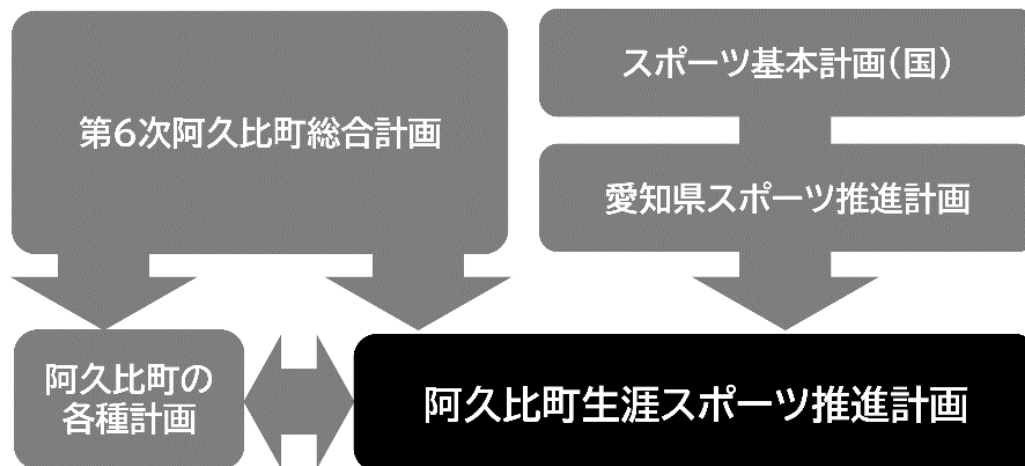 第6次阿久比町総合計画
スポーツ基本計画(国)
愛知県スポーツ推進計画
阿久比町の
各種計画
阿久比町生涯スポーツ推進計画